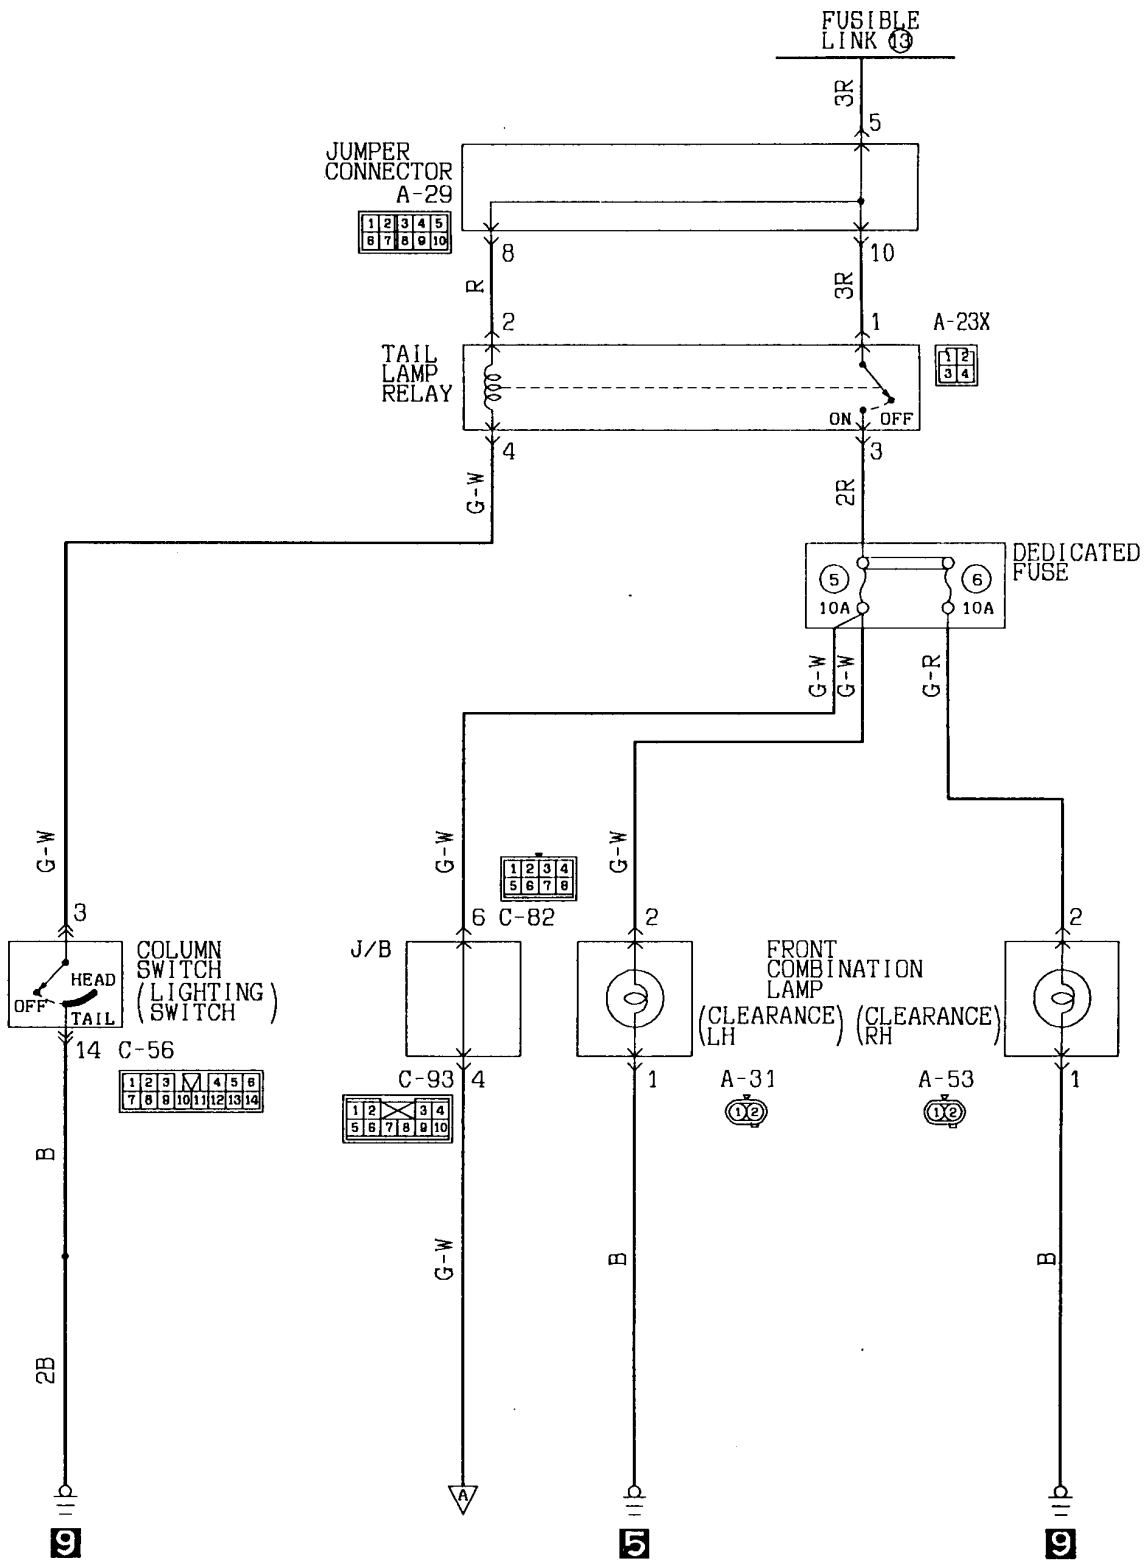 FUSIBLE
LINK 13
3R
5
JUMPER
CONNECTOR
A-29
1 2 3 4 5
6 7 8 9 10
8
10
R
3R
2
1
A-23X
1 2
3 4
TAIL
LAMP
RELAY
ON
OFF
4
3
G-W
2R
DEDICATED
FUSE
5
10A
6
10A
G-W
G-W
G-R
G-W
G-W
G-W
1 2 3 4
5 6 7 8
3
6
C-82
2
2
COLUMN
SWITCH
(LIGHTING
SWITCH)
HEAD
OFF
TAIL
J/B
FRONT
COMBINATION
LAMP
(CLEARANCE)
LH
(CLEARANCE)
RH
14
C-56
1 2 3 4 5 6
7 8 9 10 11 12 13 14
C-93
4
1 2 3 4
5 6 7 8 9 10
1
A-31
1 2
A-53
1 2
1
B
G-W
B
B
2B
A
9
5
9